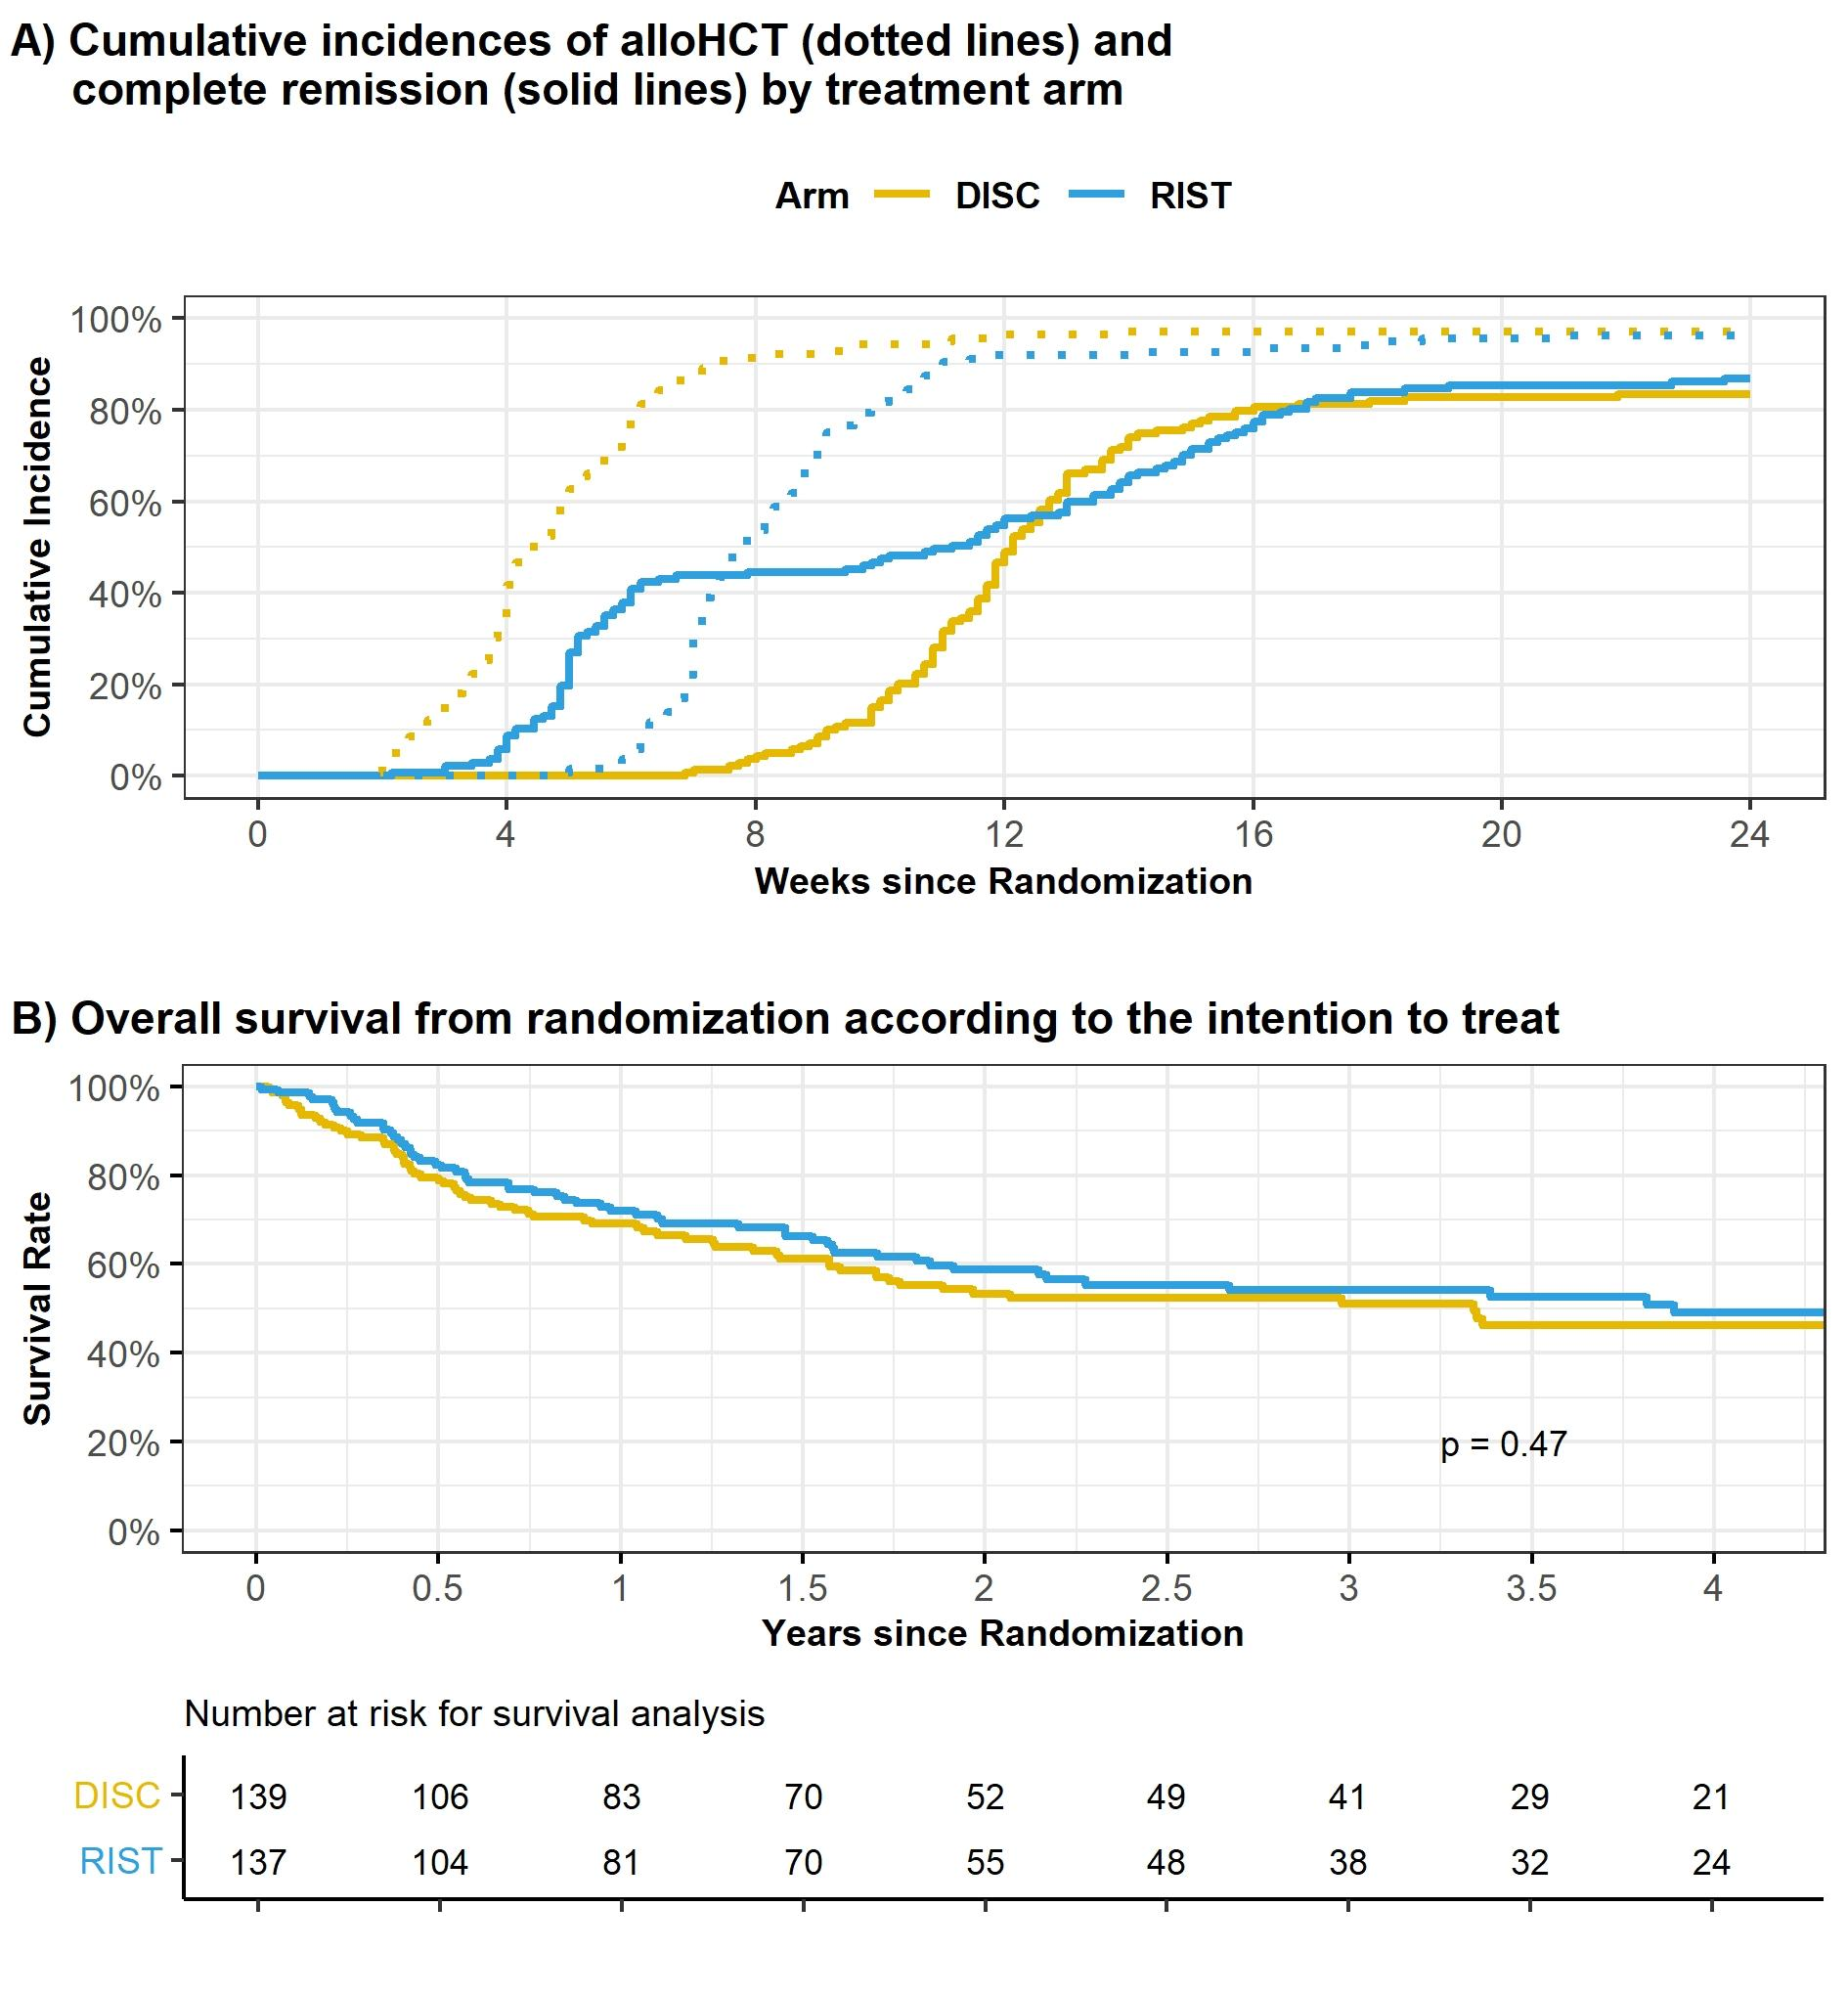 A) Cumulative incidences of alloHCT (dotted lines) and
complete remission (solid lines) by treatment arm
Arm DISC RIST
Cumulative Incidence
100%
80%
60%
40%
20%
0%
0 4 8 12 16 20 24
Weeks since Randomization
B) Overall survival from randomization according to the intention to treat
Survival Rate
100%
80%
60%
40%
20%
0%
p = 0.47
0 0.5 1 1.5 2 2.5 3 3.5 4
Years since Randomization
Number at risk for survival analysis
DISC 139 106 83 70 52 49 41 29 21
RIST 137 104 81 70 55 48 38 32 24